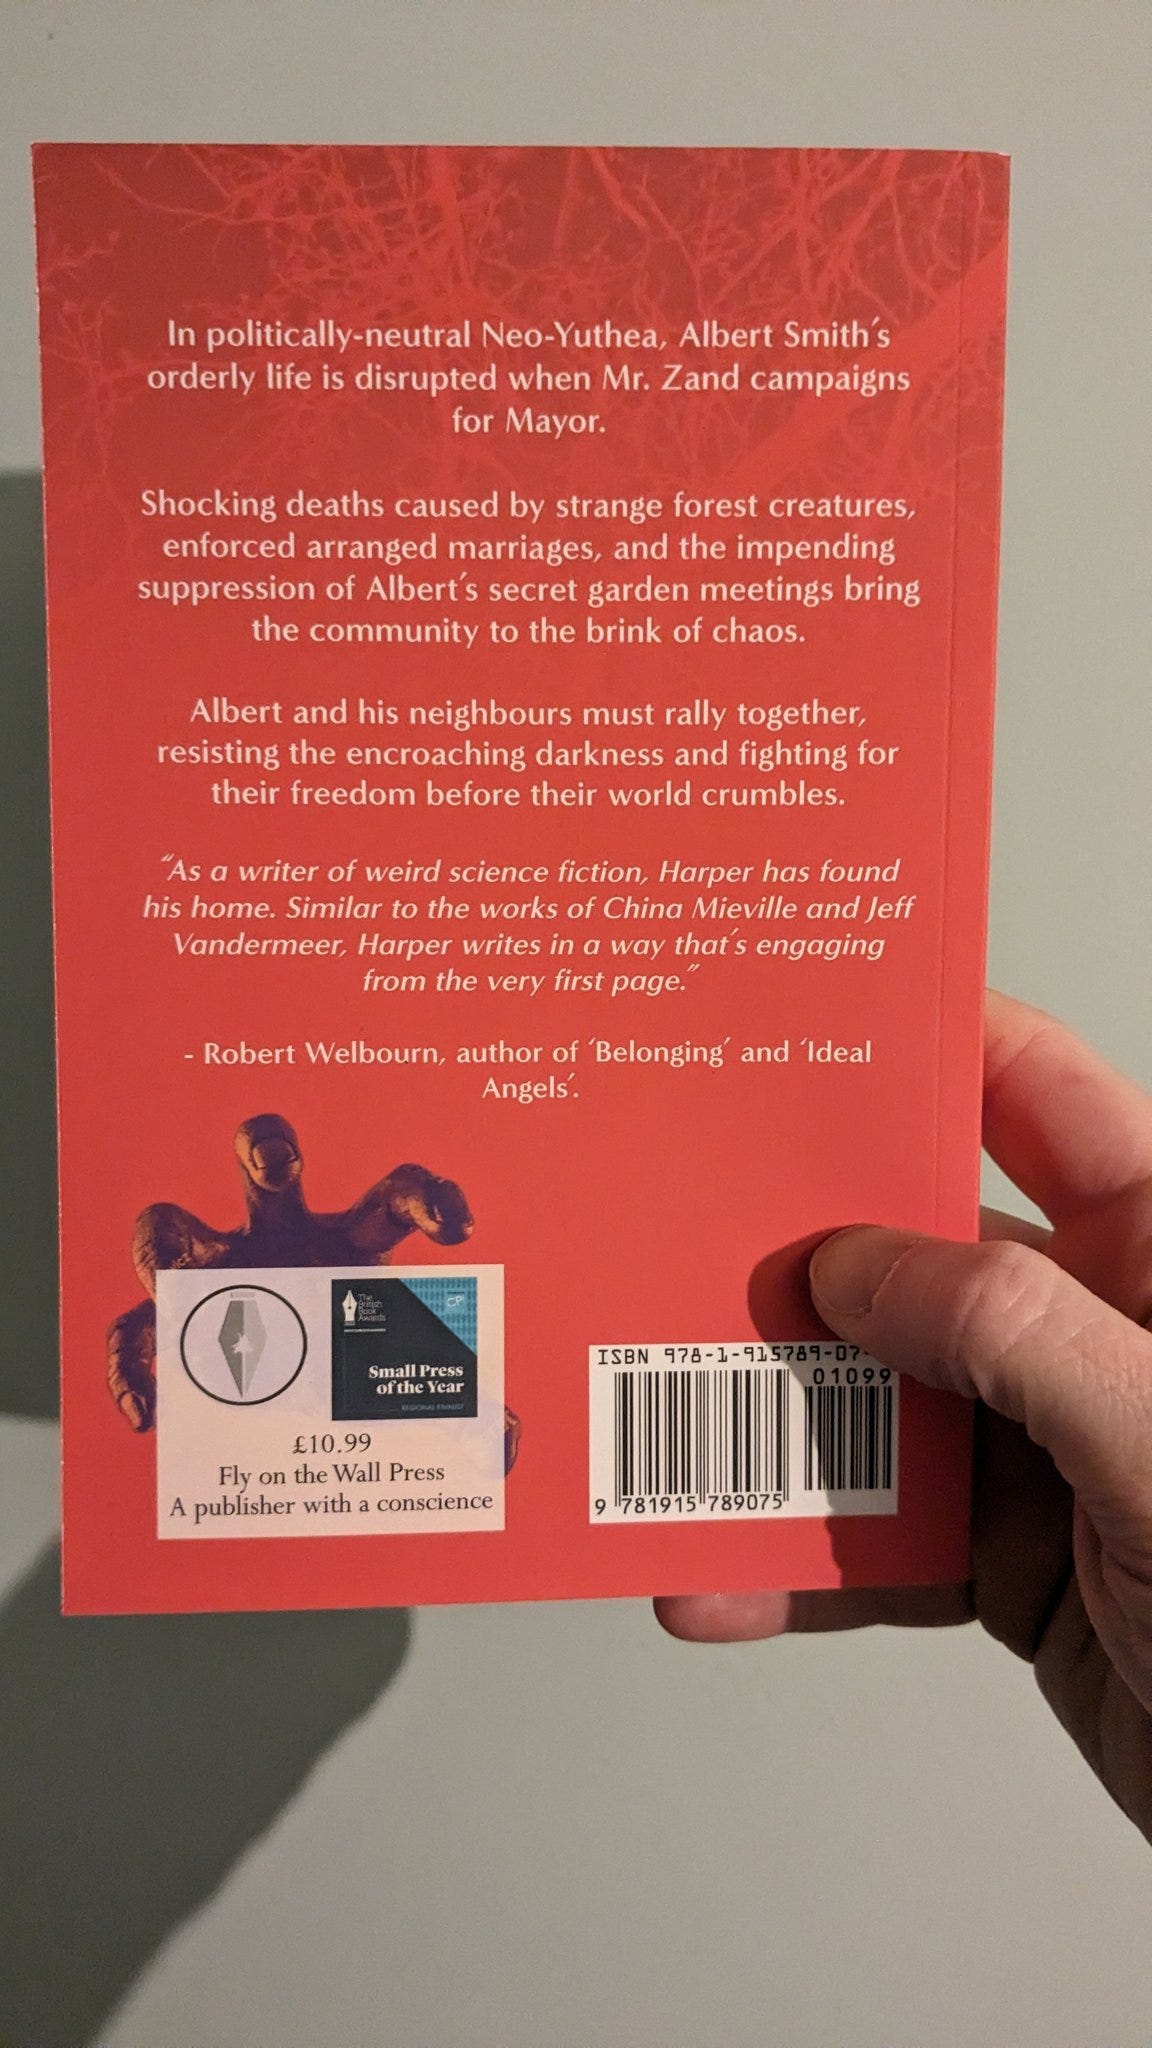 In politically-neutral Neo-Yuthea, Albert Smith's
orderly life is disrupted when Mr. Zand campaigns
for Mayor.
Shocking deaths caused by strange forest creatures,
enforced arranged marriages, and the impending
suppression of Albert's secret garden meetings bring
the community to the brink of chaos.
Albert and his neighbours must rally together,
resisting the encroaching darkness and fighting for
their freedom before their world crumbles.
"As a writer of weird science fiction, Harper has found
his home. Similar to the works of China Mieville and Jeff
Vandermeer, Harper writes in a way that's engaging
from the very first page."
- Robert Welbourn, author of 'Belonging' and 'Ideal
Angels'.
The
British
Book
Awards
CPI
Small Press
of the Year
REGIONAL FINALIST
£10.99
Fly on the Wall Press
A publisher with a conscience
ISBN 978-1-915789-07-
01099
9 781915 789075